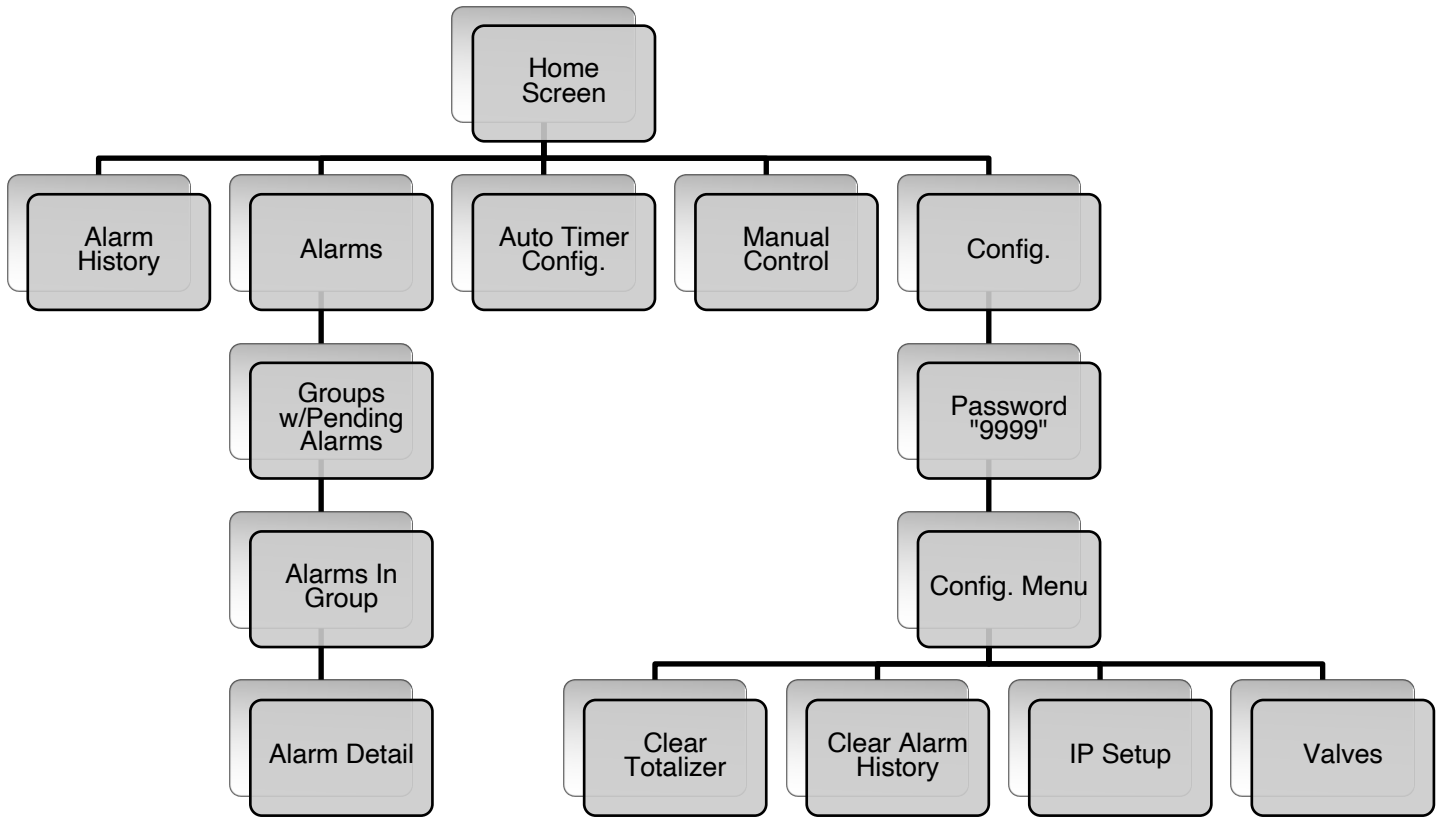 Home
Screen
Alarm
History
Alarms
Auto Timer
Config.
Manual
Control
Config.
Groups
w/Pending
Alarms
Password
"9999"
Alarms In
Group
Config. Menu
Alarm Detail
Clear
Totalizer
Clear Alarm
History
IP Setup
Valves